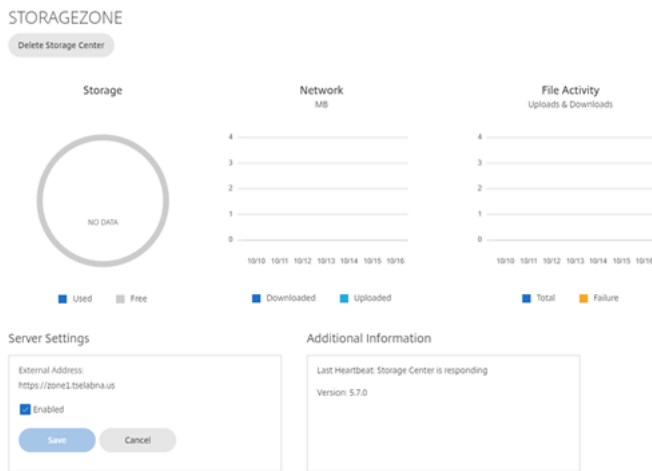 STORAGEZONE
Delete Storage Center
Storage
NO DATA
Used Free
Network
MB
4
3
2
1
0
10/10 10/11 10/12 10/13 10/14 10/15 10/16
Downloaded Uploaded
File Activity
Uploads & Downloads
4
3
2
1
0
10/10 10/11 10/12 10/13 10/14 10/15 10/16
Total Failure
Server Settings
External Address:
https://zone1.tselabna.us
Enabled
Save Cancel
Additional Information
Last Heartbeat: Storage Center is responding
Version: 5.7.0